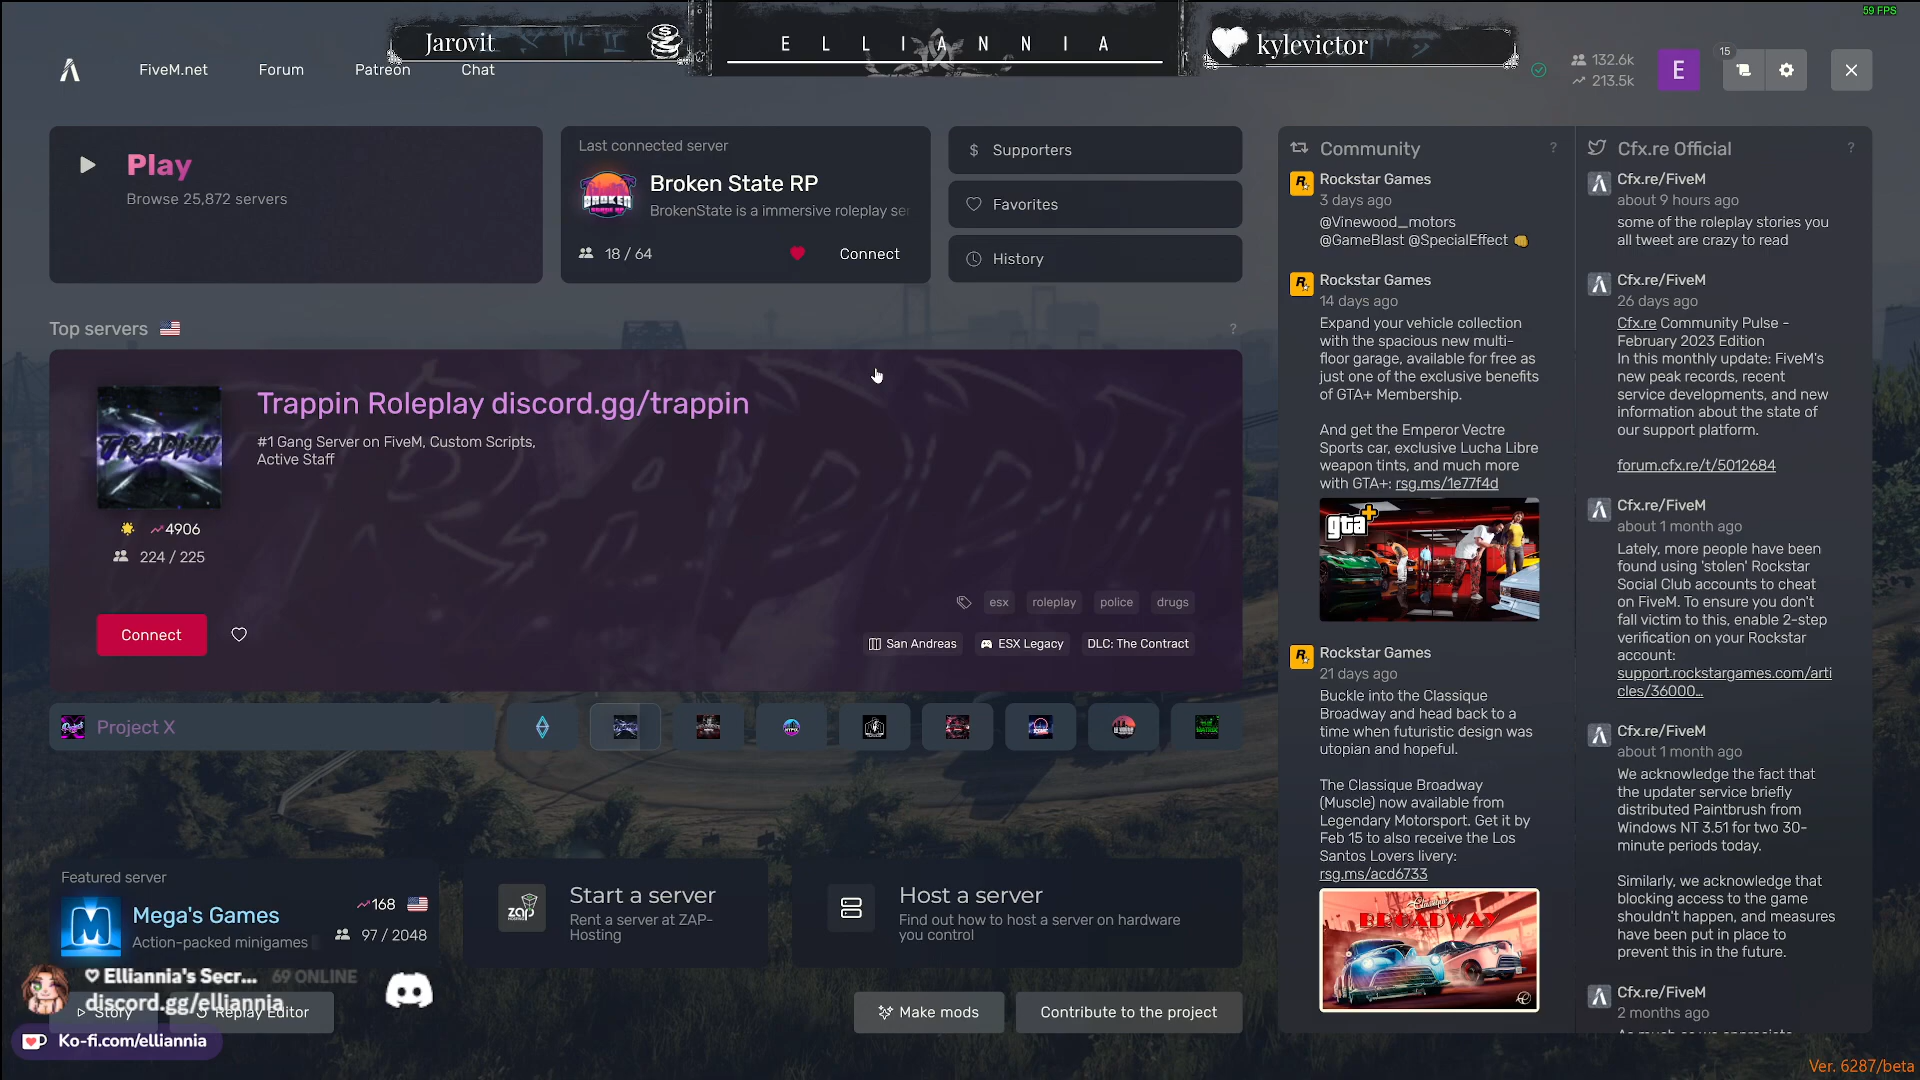 59 FPS
Jarovit
ELLIANNIA
kylevictor
FiveM.net
Forum
Patreon
Chat
132.6k
213.5k
E
15
Play
Browse 25,872 servers
Last connected server
BROKEN
Broken State RP
BrokenState is a immersive roleplay ser
18 / 64
Connect
$ Supporters
Favorites
History
Top servers
?
TRAPPIN
Trappin Roleplay discord.gg/trappin
#1 Gang Server on FiveM, Custom Scripts,
Active Staff
4906
224 / 225
Connect
esx
roleplay
police
drugs
San Andreas
ESX Legacy
DLC: The Contract
Project X
Featured server
M
Mega's Games
Action-packed minigames
168
97 / 2048
zap
Start a server
Rent a server at ZAP-
Hosting
Host a server
Find out how to host a server on hardware
you control
♡ Elliannia's Secr...
69 ONLINE
discord.gg/elliannia
Story
Replay Editor
Ko-fi.com/elliannia
Make mods
Contribute to the project
Community
?
Rockstar Games
3 days ago
@Vinewood_motors
@GameBlast @SpecialEffect
Rockstar Games
14 days ago
Expand your vehicle collection
with the spacious new multi-
floor garage, available for free as
just one of the exclusive benefits
of GTA+ Membership.
And get the Emperor Vectre
Sports car, exclusive Lucha Libre
weapon tints, and much more
with GTA+: rsg.ms/1e77f4d
gta+
Rockstar Games
21 days ago
Buckle into the Classique
Broadway and head back to a
time when futuristic design was
utopian and hopeful.
The Classique Broadway
(Muscle) now available from
Legendary Motorsport. Get it by
Feb 15 to also receive the Los
Santos Lovers livery:
rsg.ms/acd6733
Classique
BROADWAY
Cfx.re Official
?
Cfx.re/FiveM
about 9 hours ago
some of the roleplay stories you
all tweet are crazy to read
Cfx.re/FiveM
26 days ago
Cfx.re Community Pulse -
February 2023 Edition
In this monthly update: FiveM's
new peak records, recent
service developments, and new
information about the state of
our support platform.
forum.cfx.re/t/5012684
Cfx.re/FiveM
about 1 month ago
Lately, more people have been
found using 'stolen' Rockstar
Social Club accounts to cheat
on FiveM. To ensure you don't
fall victim to this, enable 2-step
verification on your Rockstar
account:
support.rockstargames.com/arti
cles/36000…
Cfx.re/FiveM
about 1 month ago
We acknowledge the fact that
the updater service briefly
distributed Paintbrush from
Windows NT 3.51 for two 30-
minute periods today.
Similarly, we acknowledge that
blocking access to the game
shouldn't happen, and measures
have been put in place to
prevent this in the future.
Cfx.re/FiveM
2 months ago
Ver. 6287/beta